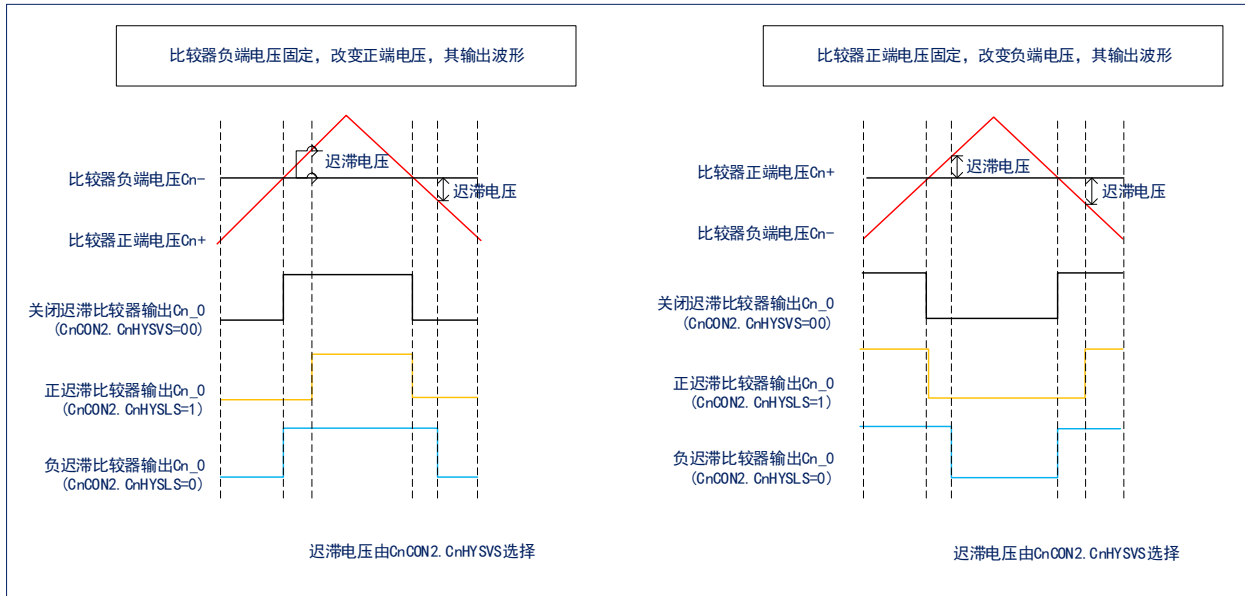 比较器负端电压固定，改变正端电压，其输出波形
迟滞电压
比较器负端电压Cn-
迟滞电压
比较器正端电压Cn+
关闭迟滞比较器输出Cn_0
(CnCON2.CnHYSVS=00)
正迟滞比较器输出Cn_0
(CnCON2.CnHYSLS=1)
负迟滞比较器输出Cn_0
(CnCON2.CnHYSLS=0)
迟滞电压由CnCON2.CnHYSVS选择
比较器正端电压固定，改变负端电压，其输出波形
迟滞电压
比较器正端电压Cn+
迟滞电压
比较器负端电压Cn-
关闭迟滞比较器输出Cn_0
(CnCON2.CnHYSVS=00)
正迟滞比较器输出Cn_0
(CnCON2.CnHYSLS=1)
负迟滞比较器输出Cn_0
(CnCON2.CnHYSLS=0)
迟滞电压由CnCON2.CnHYSVS选择